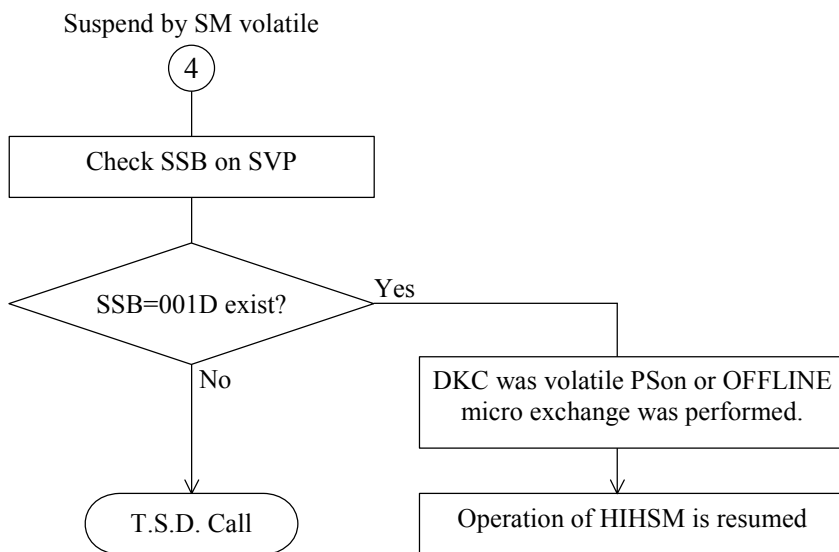 Suspend by SM volatile
4
Check SSB on SVP
SSB=001D exist?
Yes
No
DKC was volatile PSon or OFFLINE
micro exchange was performed.
T.S.D. Call
Operation of HIHSM is resumed